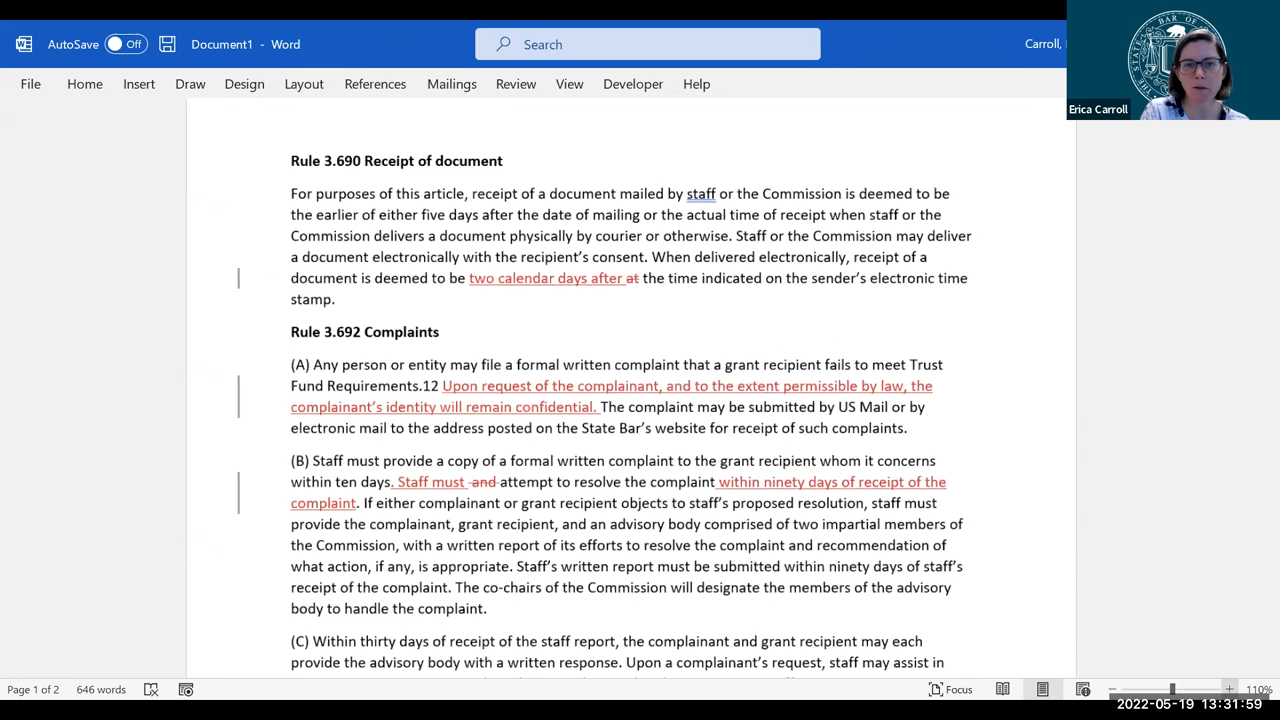 AutoSave Off Document1 - Word Search Carroll,
File Home Insert Draw Design Layout References Mailings Review View Developer Help
STATE BAR OF
THE
Erica Carroll
Rule 3.690 Receipt of document
For purposes of this article, receipt of a document mailed by staff or the Commission is deemed to be
the earlier of either five days after the date of mailing or the actual time of receipt when staff or the
Commission delivers a document physically by courier or otherwise. Staff or the Commission may deliver
a document electronically with the recipient's consent. When delivered electronically, receipt of a
document is deemed to be two calendar days after at the time indicated on the sender's electronic time
stamp.
Rule 3.692 Complaints
(A) Any person or entity may file a formal written complaint that a grant recipient fails to meet Trust
Fund Requirements.12 Upon request of the complainant, and to the extent permissible by law, the
complainant's identity will remain confidential. The complaint may be submitted by US Mail or by
electronic mail to the address posted on the State Bar's website for receipt of such complaints.
(B) Staff must provide a copy of a formal written complaint to the grant recipient whom it concerns
within ten days. Staff must and attempt to resolve the complaint within ninety days of receipt of the
complaint. If either complainant or grant recipient objects to staff's proposed resolution, staff must
provide the complainant, grant recipient, and an advisory body comprised of two impartial members of
the Commission, with a written report of its efforts to resolve the complaint and recommendation of
what action, if any, is appropriate. Staff's written report must be submitted within ninety days of staff's
receipt of the complaint. The co-chairs of the Commission will designate the members of the advisory
body to handle the complaint.
(C) Within thirty days of receipt of the staff report, the complainant and grant recipient may each
provide the advisory body with a written response. Upon a complainant's request, staff may assist in
Page 1 of 2 646 words Focus 110%
2022-05-19 13:31:59